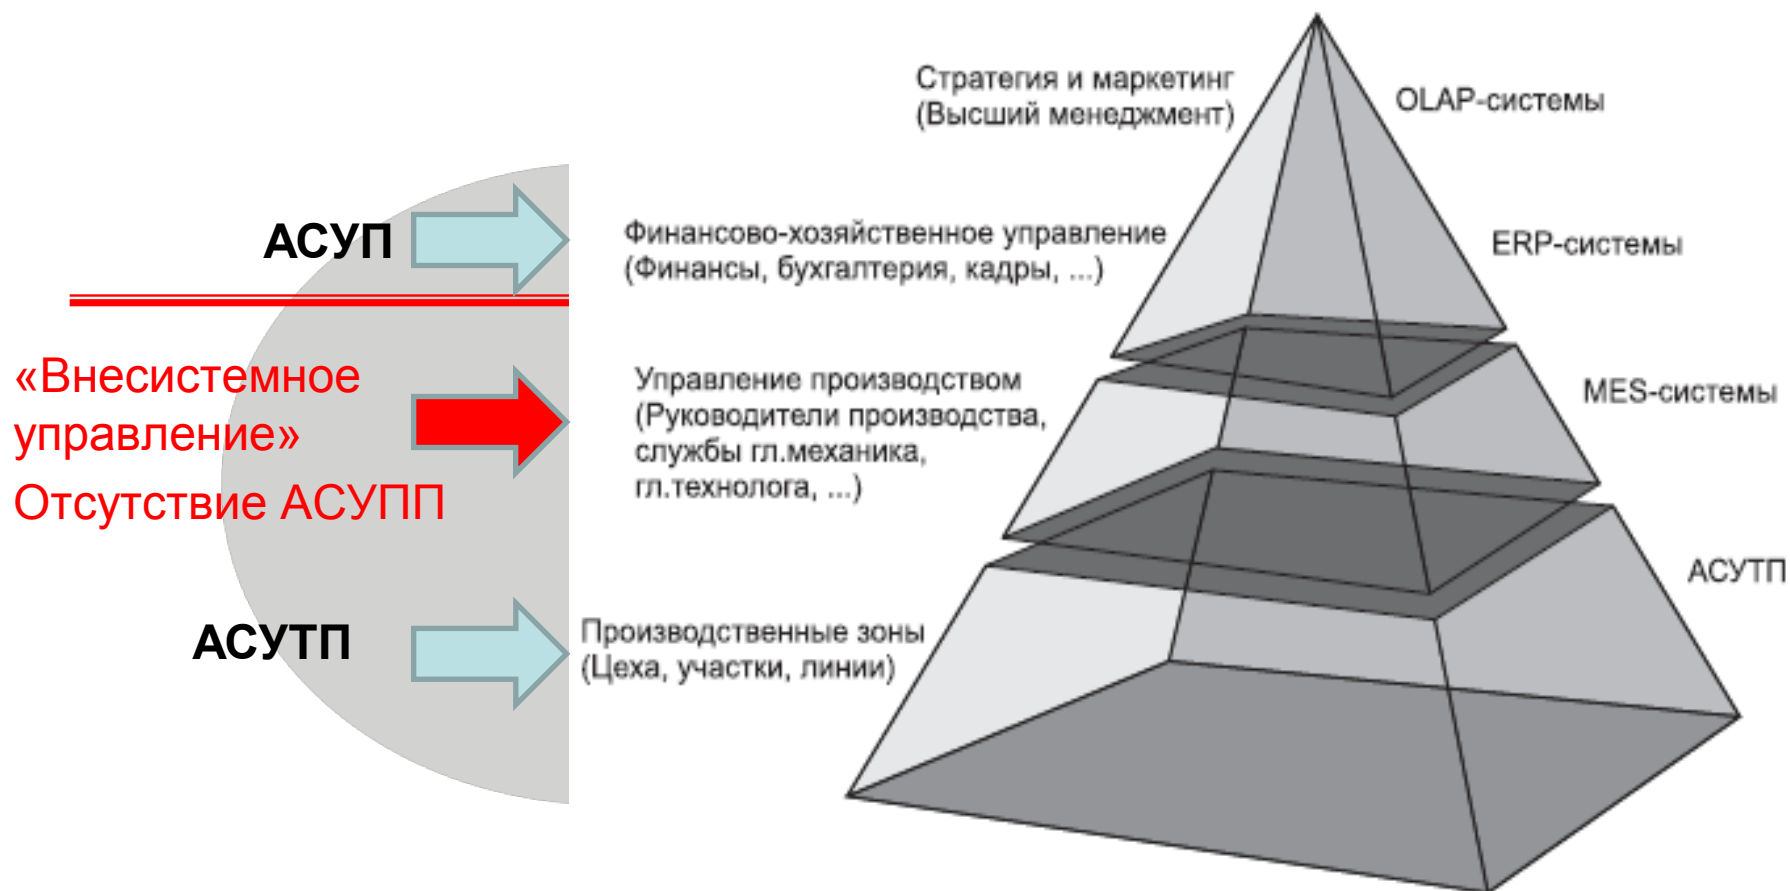 Стратегия и маркетинг
(Высший менеджмент)
OLAP-системы
АСУП
Финансово-хозяйственное управление
(Финансы, бухгалтерия, кадры, ...)
ERP-системы
«Внесистемное
управление»
Отсутствие АСУПП
Управление производством
(Руководители производства,
службы гл.механика,
гл.технолога, ...)
MES-системы
АСУТП
Производственные зоны
(Цеха, участки, линии)
АСУТП